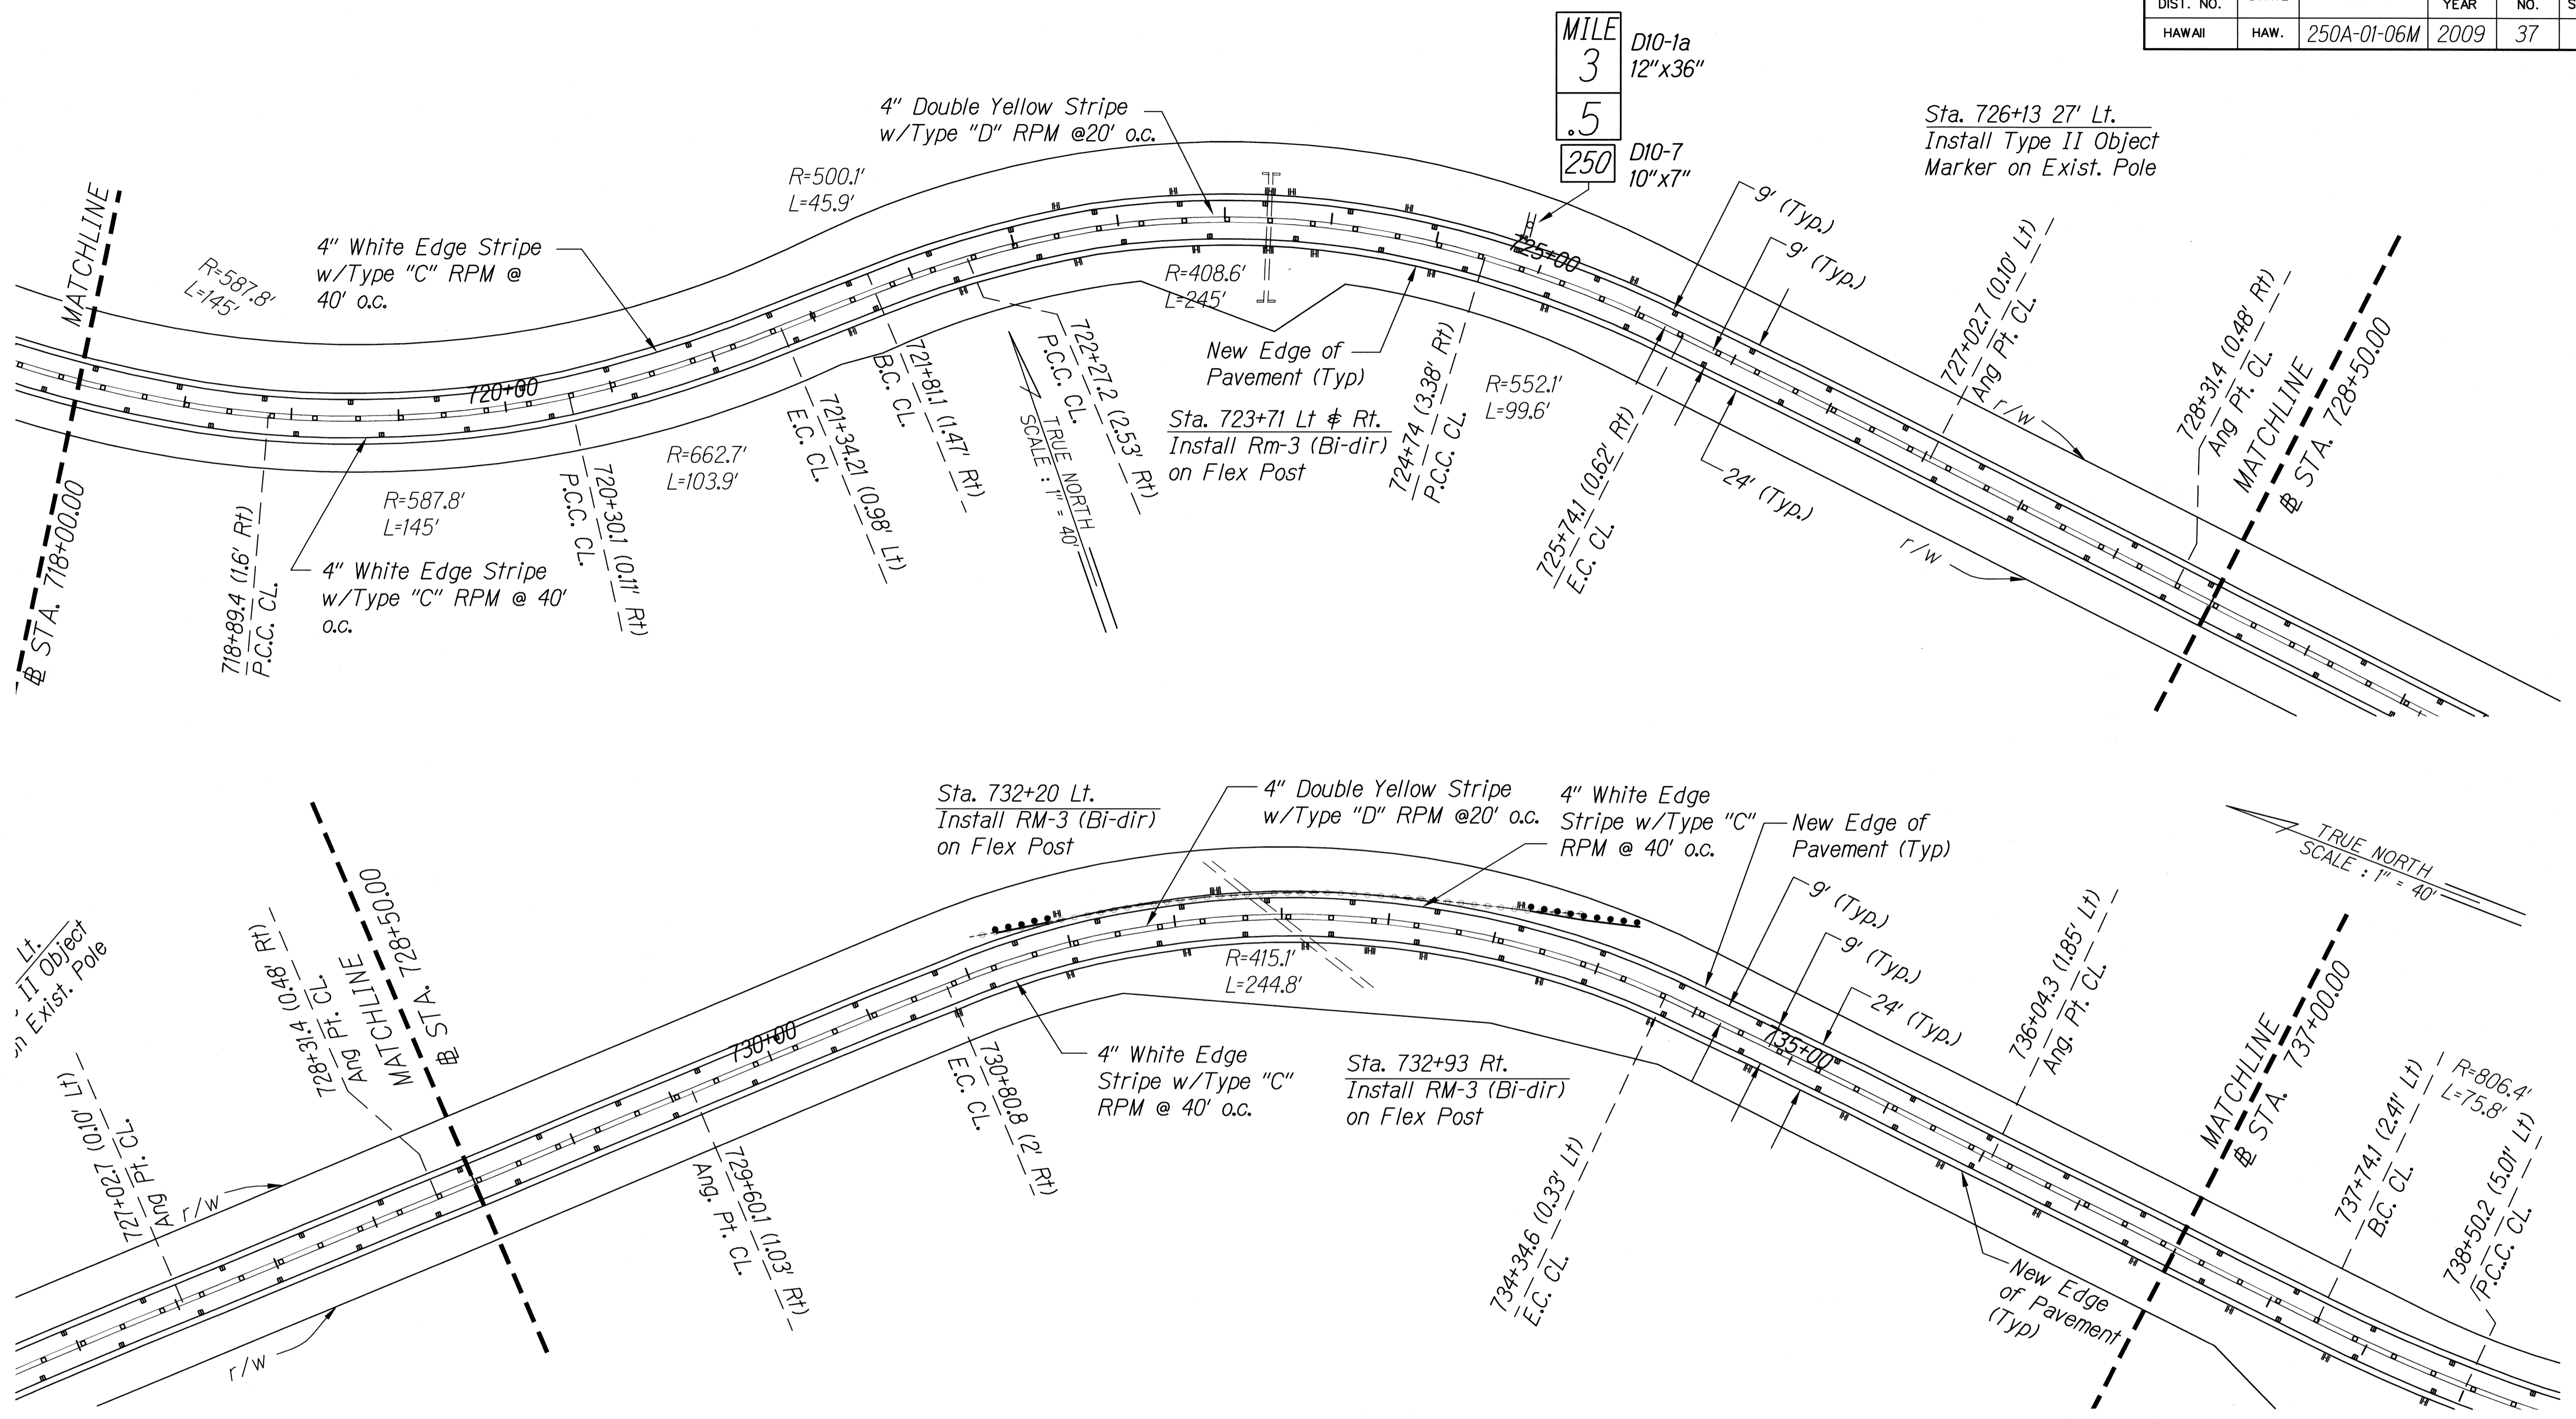 DIST. NO.
YEAR
NO.
HAWAII
HAW.
250A-01-06M
2009
37
MILE
3
.5
D10-1a
12"x36"
250
D10-7
10"x7"
4" Double Yellow Stripe
w/Type "D" RPM @20' o.c.
Sta. 726+13 27' Lt.
Install Type II Object
Marker on Exist. Pole
R=500.1'
L=45.9'
MATCHLINE
℄ STA. 718+00.00
R=587.8'
L=145'
4" White Edge Stripe
w/Type "C" RPM @
40' o.c.
720+00
725+00
R=408.6'
L=245'
9' (Typ.)
9' (Typ.)
New Edge of
Pavement (Typ)
Sta. 723+71 Lt & Rt.
Install Rm-3 (Bi-dir)
on Flex Post
R=552.1'
L=99.6'
R=662.7'
L=103.9'
R=587.8'
L=145'
4" White Edge Stripe
w/Type "C" RPM @ 40'
o.c.
718+89.4 (1.6' Rt)
P.C.C. CL.
720+30.1 (0.11' Rt)
P.C.C. CL.
721+34.21 (0.98' Lt)
E.C. CL.
721+81.1 (1.47' Rt)
B.C. CL.
722+27.2 (2.53' Rt)
P.C.C. CL.
TRUE NORTH
SCALE : 1" = 40'
724+74 (3.38' Rt)
P.C.C. CL.
725+74.1 (0.62' Rt)
E.C. CL.
24' (Typ.)
727+02.7 (0.10' Lt)
Ang Pt. CL.
r/w
r/w
728+31.4 (0.48' Rt)
Ang Pt. CL.
MATCHLINE
STA. 728+50.00
Lt.
II Object
Exist. Pole
727+02.7 (0.10' Lt)
Ang Pt. CL.
r/w
r/w
728+31.4 (0.48' Rt)
Ang Pt. CL.
MATCHLINE
STA. 728+50.00
Sta. 732+20 Lt.
Install RM-3 (Bi-dir)
on Flex Post
4" Double Yellow Stripe
w/Type "D" RPM @20' o.c.
4" White Edge
Stripe w/Type "C"
RPM @ 40' o.c.
New Edge of
Pavement (Typ)
TRUE NORTH
SCALE : 1" = 40'
9' (Typ.)
9' (Typ.)
24' (Typ.)
R=415.1'
L=244.8'
730+00
735+00
729+60.1 (1.03' Rt)
Ang. Pt. CL.
730+80.8 (2' Rt)
E.C. CL.
4" White Edge
Stripe w/Type "C"
RPM @ 40' o.c.
Sta. 732+93 Rt.
Install RM-3 (Bi-dir)
on Flex Post
734+34.6 (0.33' Lt)
E.C. CL.
736+04.3 (1.85' Lt)
Ang. Pt. CL.
MATCHLINE
STA. 737+00.00
New Edge
of Pavement
(Typ)
737+74.1 (2.41' Lt)
B.C. CL.
R=806.4'
L=75.8'
738+50.2 (5.01' Lt)
P.C.C. CL.